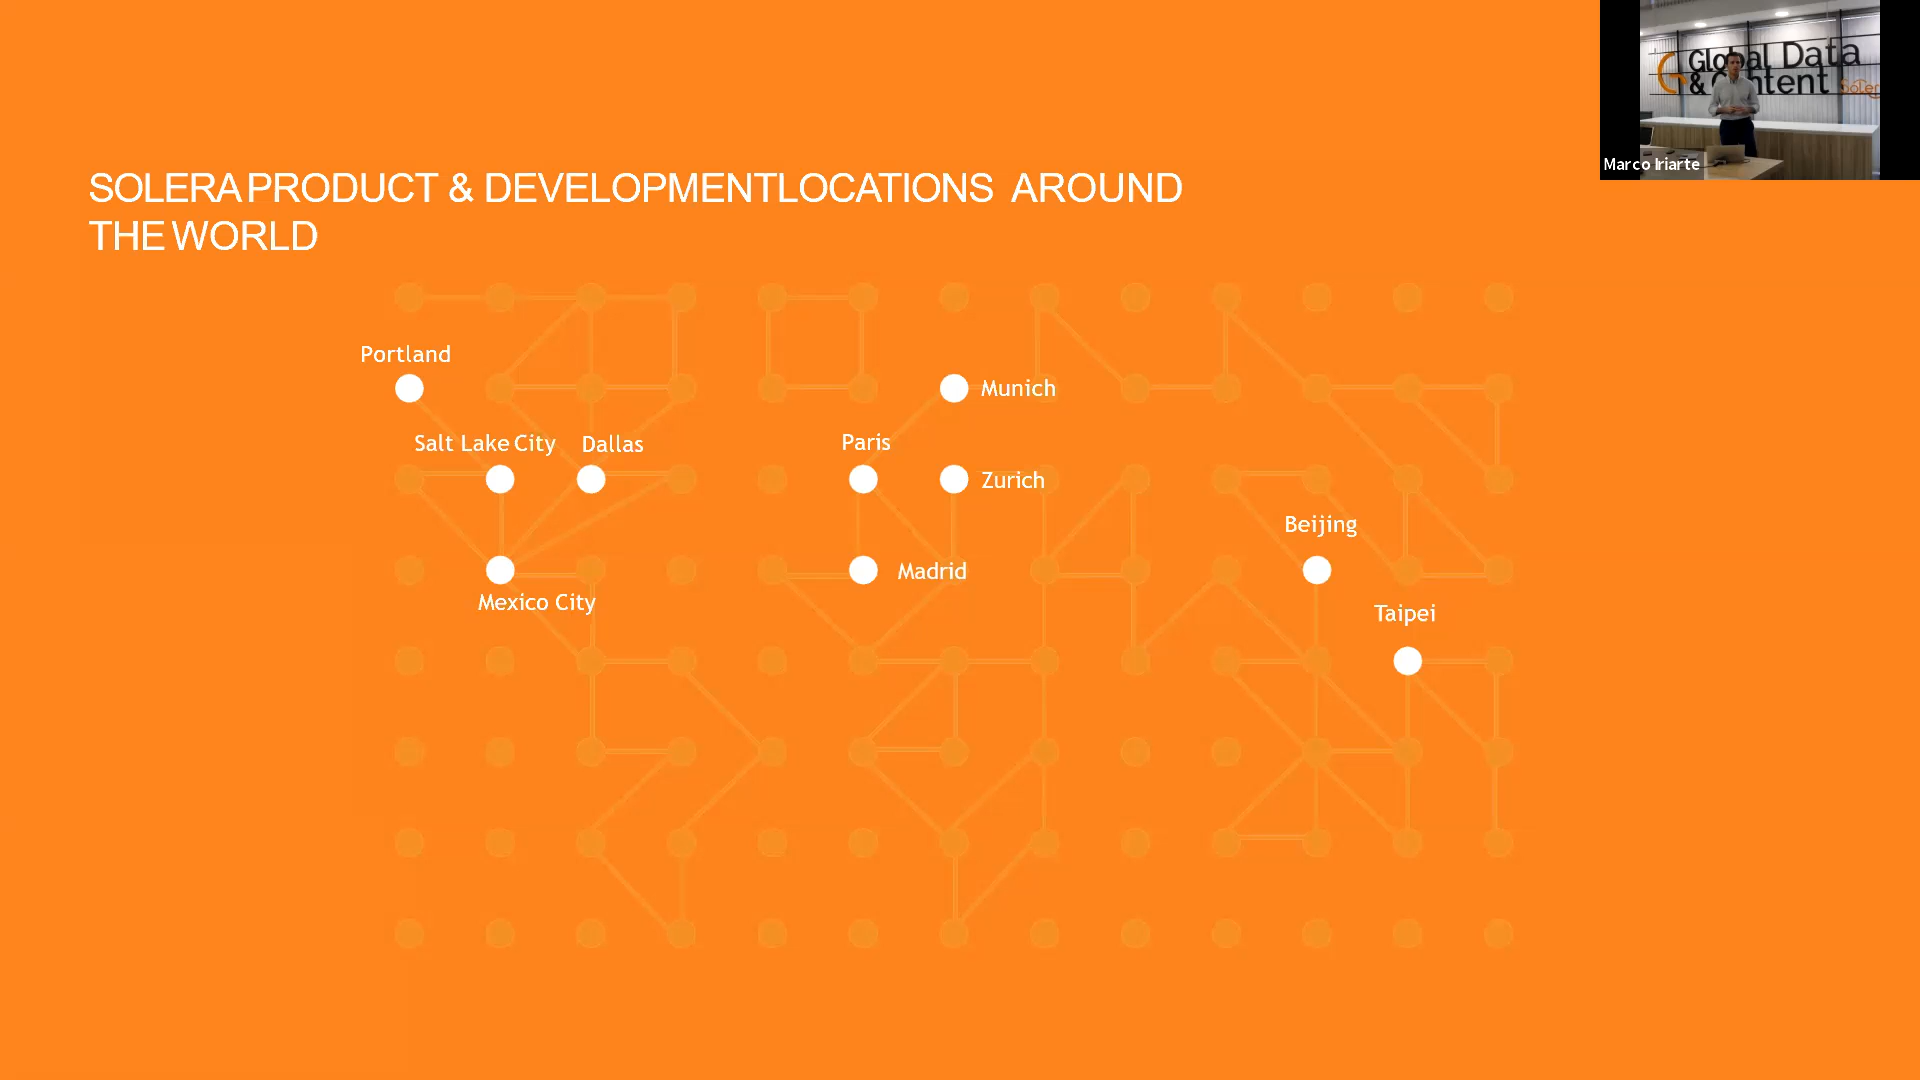 Global Data
& Content Solera
Marco Iriarte
SOLERA PRODUCT & DEVELOPMENTLOCATIONS AROUND
THE WORLD
Portland
Munich
Salt Lake City Dallas
Paris
Zurich
Beijing
Madrid
Mexico City
Taipei